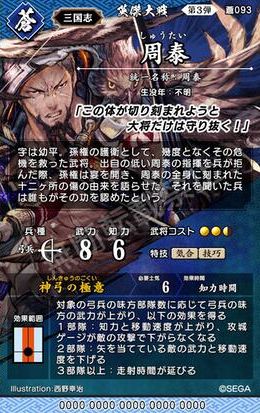 蒼
三国志
英傑大戦
第3弾
蒼093
しゅうたい
周泰
統一名称：周泰
生没年：不明
「この体が切り刻まれようと
大将だけは守り抜く！」
字は幼平。孫権の護衛として、幾度となくその危
機を救った武将。出自の低い周泰の指揮を兵が拒
んだ際、孫権は宴を開き、周泰の全身に刻まれた
十二ヶ所の傷の由来を語らせた。それを聞いた兵
は誰もがその功を認めたという。
兵種 武力 知力 武将コスト
弓兵 8 6 特技 気合 技巧
しんきゅうのごくい
神弓の極意
必要士気 6
効果時間 知力時間
効果範囲
対象の弓兵の味方部隊数に応じて弓兵の味
方の武力が上がり、以下の効果を得る
1部隊：知力と移動速度が上がり、攻城
ゲージが敵の攻撃で下がらなくなる
2部隊：矢を当てている敵の武力と移動速
度を下げる
3部隊以上：走射時間が延びる
Illustration:西野幸治
©SEGA
0000-0000-0000-0000-0000